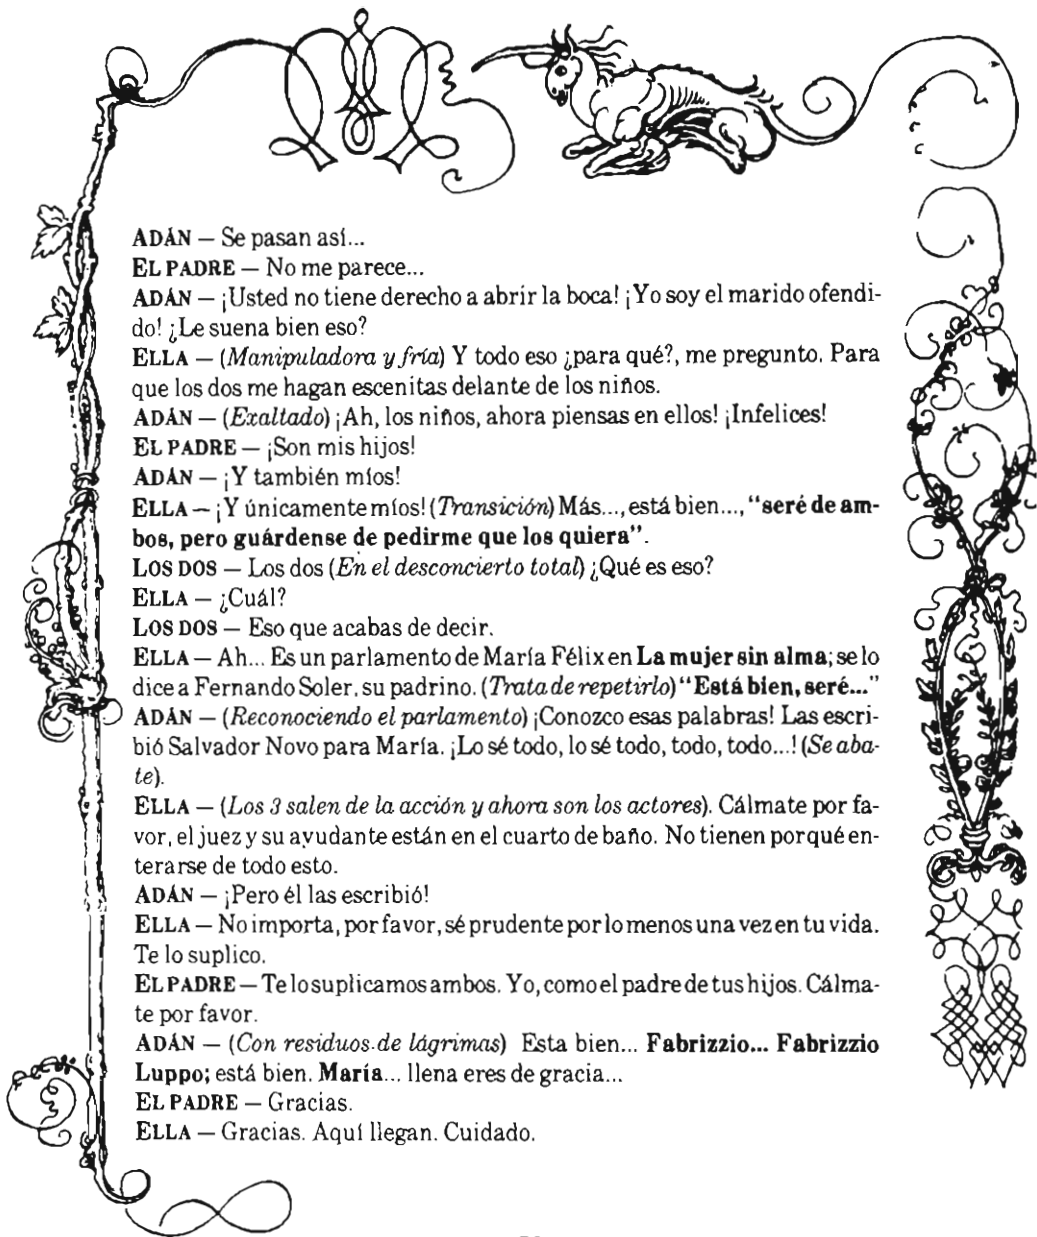 ADÁN — Se pasan así...
EL PADRE — No me parece...
ADÁN — ¡Usted no tiene derecho a abrir la boca! ¡Yo soy el marido ofendi-
do! ¿Le suena bien eso?
ELLA — (Manipuladora y fría) Y todo eso ¿para qué?, me pregunto. Para
que los dos me hagan escenitas delante de los niños.
ADÁN — (Exaltado) ¡Ah, los niños, ahora piensas en ellos! ¡Infelices!
EL PADRE — ¡Son mis hijos!
ADÁN — ¡Y también míos!
ELLA — ¡Y únicamente míos! (Transición) Más..., está bien..., "seré de am-
bos, pero guárdense de pedirme que los quiera".
LOS DOS — Los dos (En el desconcierto total) ¿Qué es eso?
ELLA — ¿Cuál?
LOS DOS — Eso que acabas de decir.
ELLA — Ah... Es un parlamento de María Félix en La mujer sin alma; se lo
dice a Fernando Soler, su padrino. (Trata de repetirlo) "Está bien, seré..."
ADÁN — (Reconociendo el parlamento) ¡Conozco esas palabras! Las escri-
bió Salvador Novo para María. ¡Lo sé todo, lo sé todo, todo, todo...! (Se aba-
te).
ELLA — (Los 3 salen de la acción y ahora son los actores). Cálmate por fa-
vor, el juez y su ayudante están en el cuarto de baño. No tienen porqué en-
terarse de todo esto.
ADÁN — ¡Pero él las escribió!
ELLA — No importa, por favor, sé prudente por lo menos una vez en tu vida.
Te lo suplico.
EL PADRE — Te lo suplicamos ambos. Yo, como el padre de tus hijos. Cálma-
te por favor.
ADÁN — (Con residuos de lágrimas) Esta bien... Fabrizzio... Fabrizzio
Luppo; está bien. María... llena eres de gracia...
EL PADRE — Gracias.
ELLA — Gracias. Aquí llegan. Cuidado.